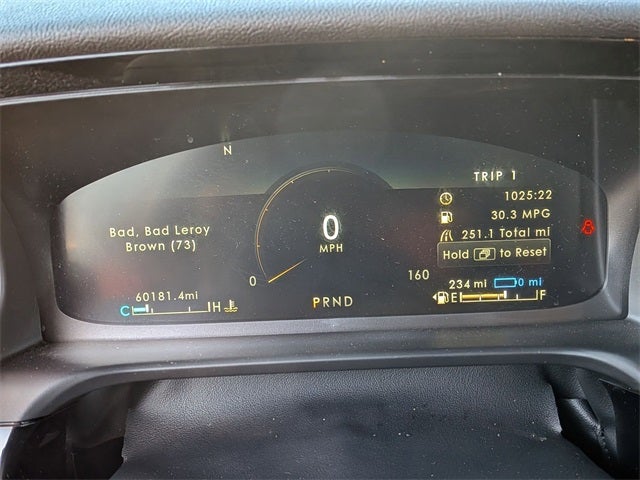 N
TRIP 1
1025:22
30.3 MPG
251.1 Total mi
Hold to Reset
Bad, Bad Leroy
Brown (73)
0
MPH
0
160
60181.4mi
C H
PRND
234 mi 0 mi
E F